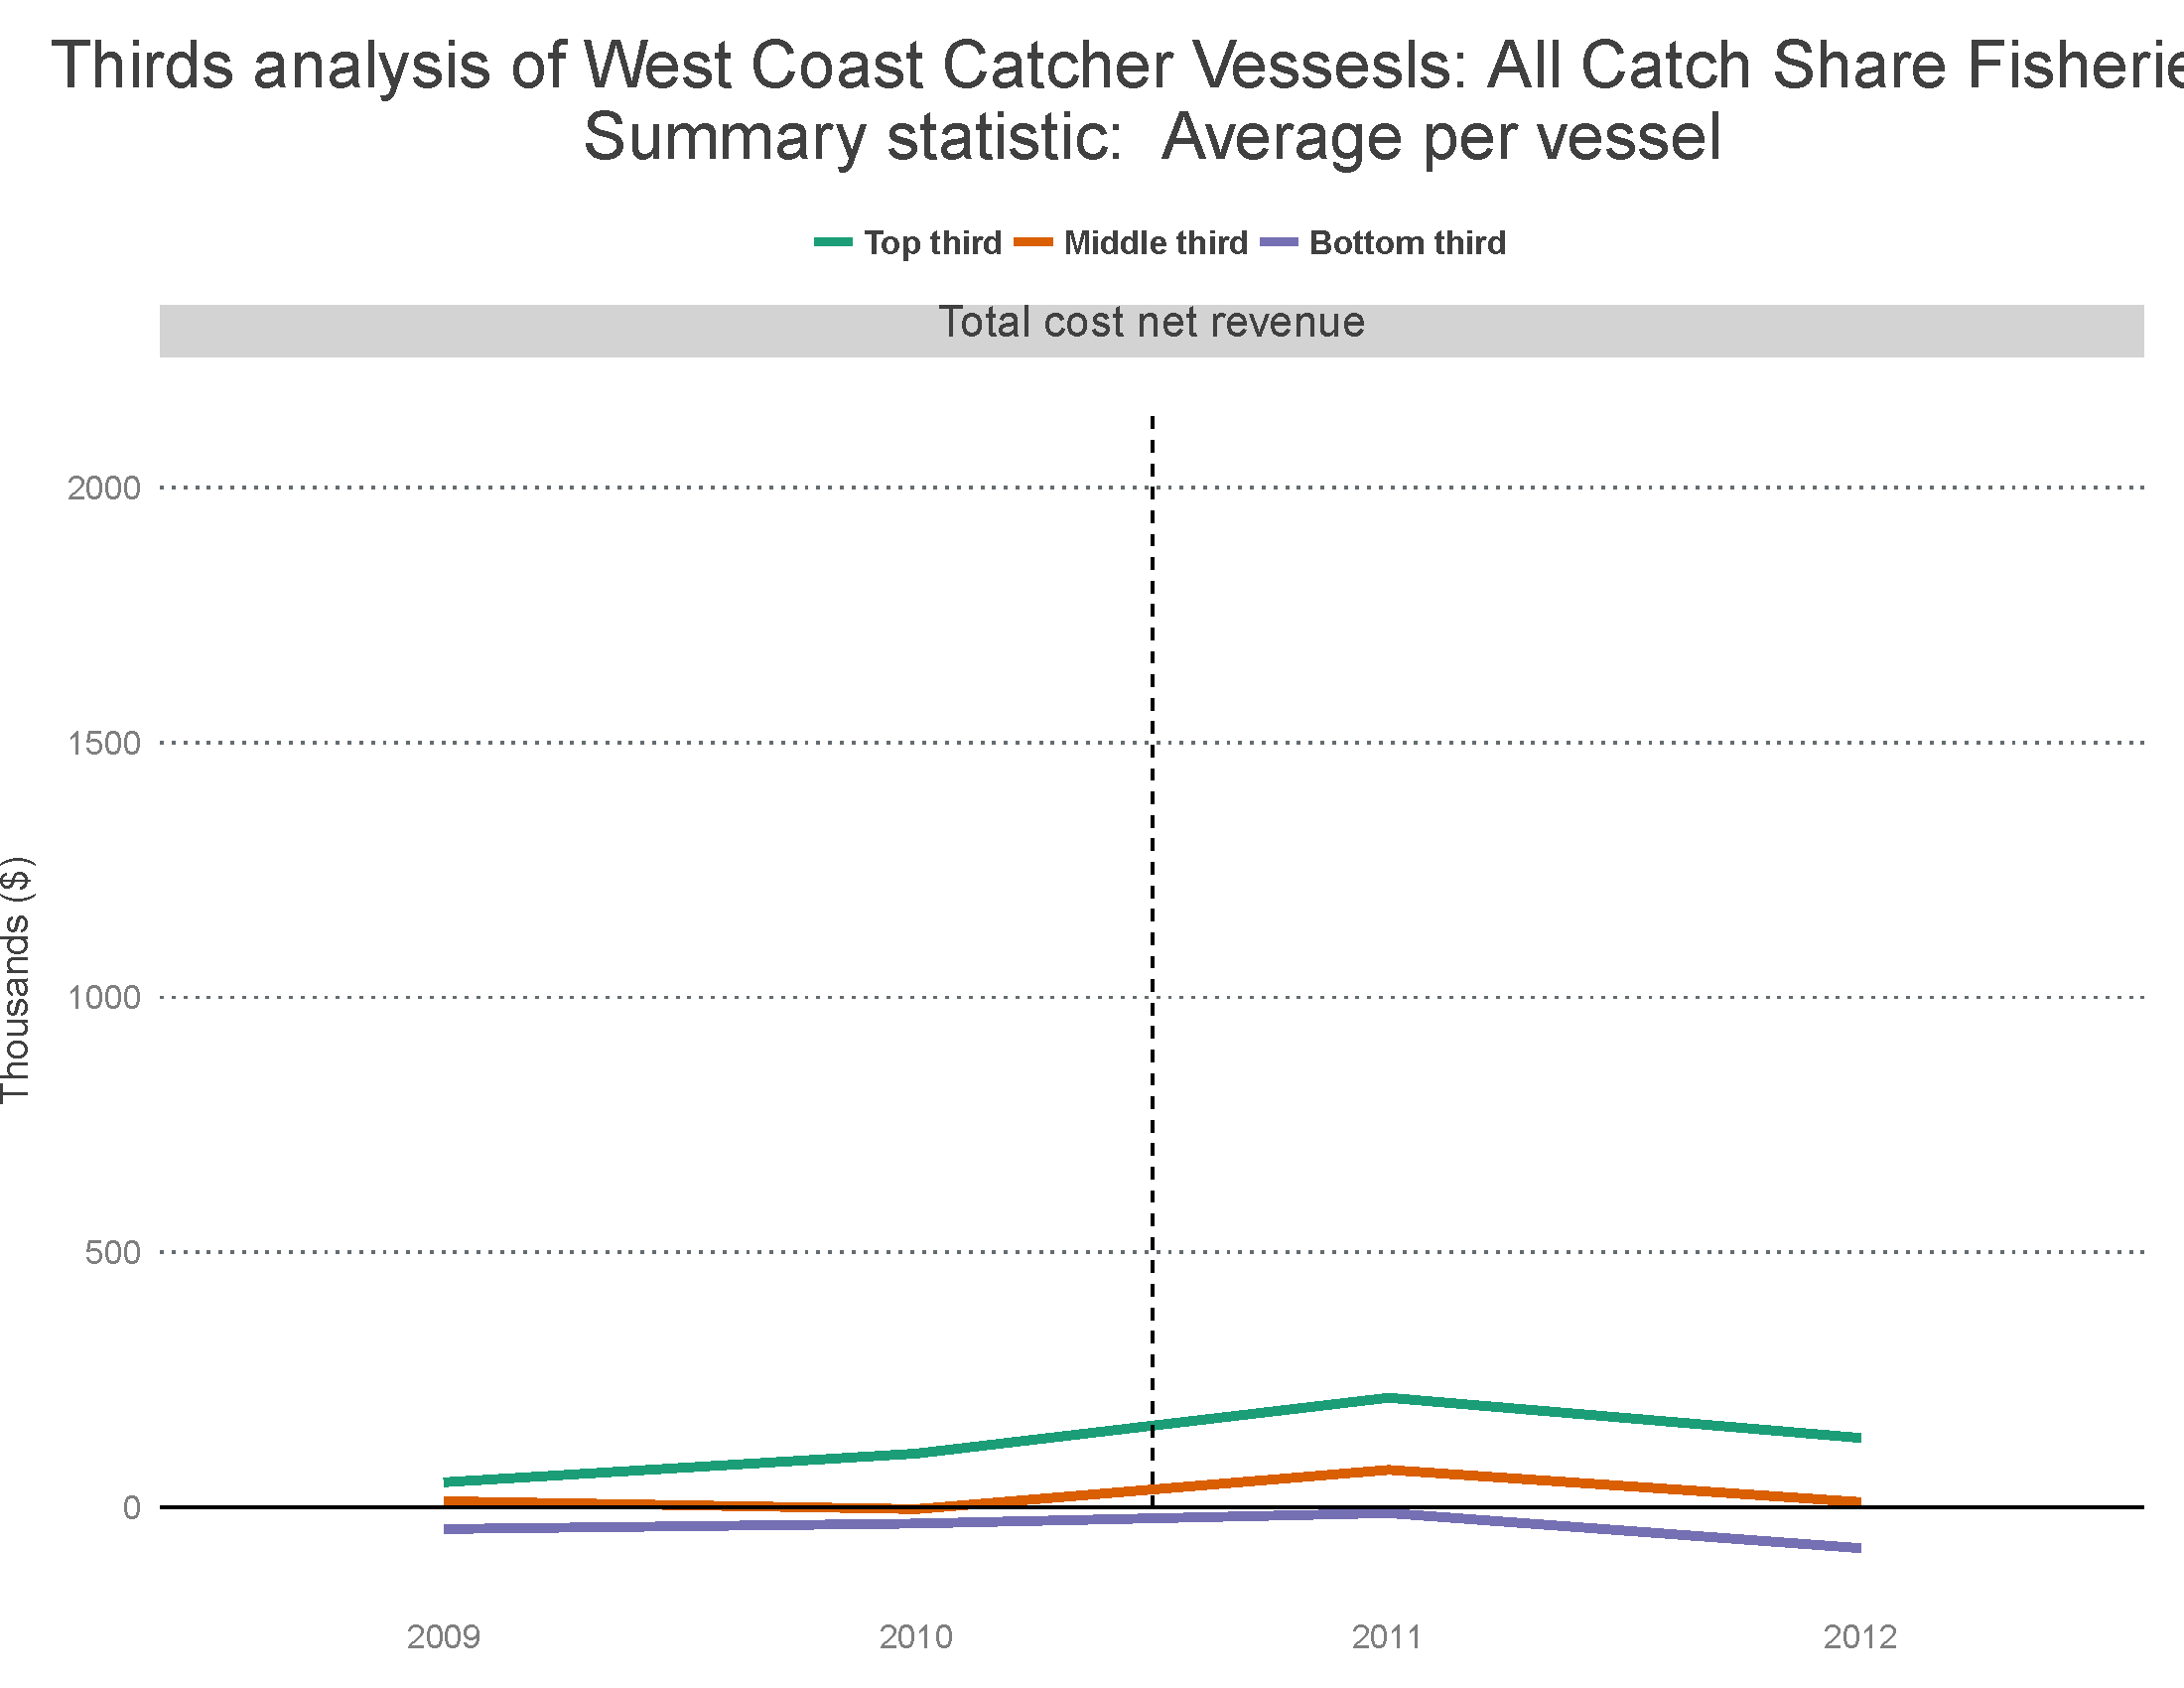 Thirds analysis of West Coast Catcher Vessesls: All Catch Share Fisherie
Summary statistic:  Average per vessel
Top third Middle third Bottom third
Total cost net revenue
2000
1500
1000
500
0
Thousands ($)
2009 2010 2011 2012